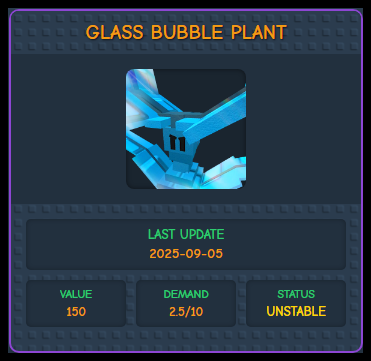 GLASS BUBBLE PLANT
LAST UPDATE
2025-09-05
VALUE DEMAND STATUS
150 2.5/10 UNSTABLE